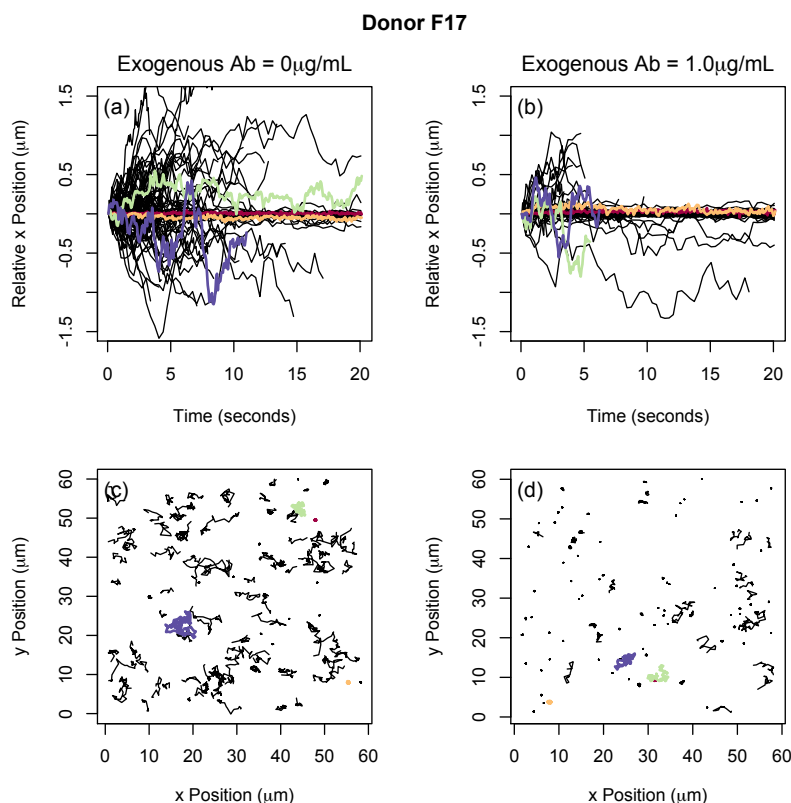 Donor F17
Exogenous Ab = 0μg/mL
Exogenous Ab = 1.0μg/mL
(a)
Relative x Position (μm)
1.5
0.5
-0.5
-1.5
0 5 10 15 20
Time (seconds)
(b)
Relative x Position (μm)
1.5
0.5
-0.5
-1.5
0 5 10 15 20
Time (seconds)
(c)
y Position (μm)
60
50
40
30
20
10
0
0 10 20 30 40 50 60
x Position (μm)
(d)
y Position (μm)
60
50
40
30
20
10
0
0 10 20 30 40 50 60
x Position (μm)